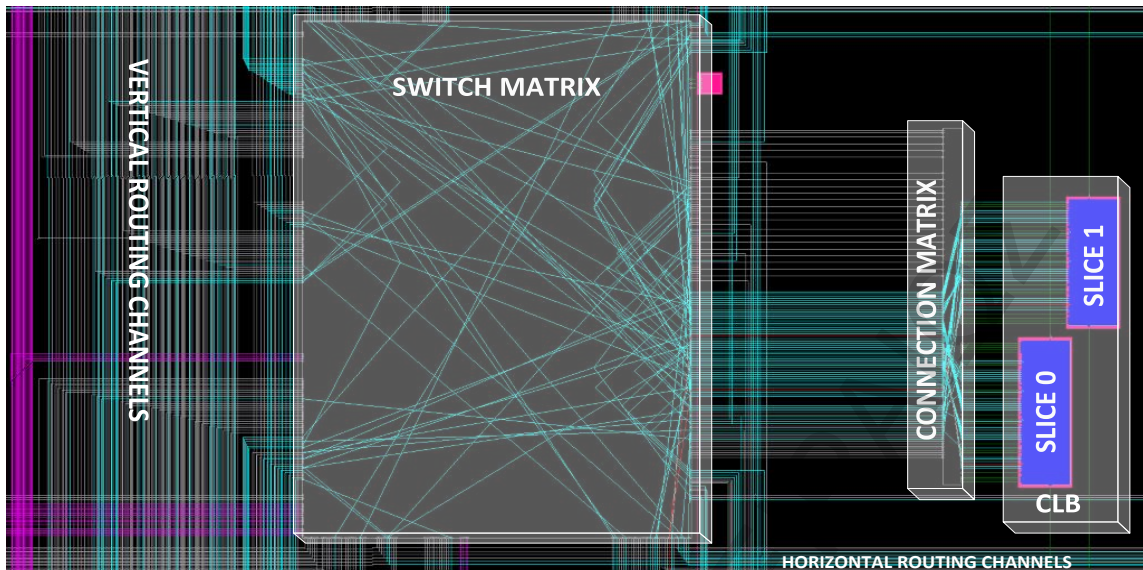 SWITCH MATRIX
VERTICAL ROUTING CHANNELS
CONNECTION MATRIX
SLICE 1
SLICE 0
CLB
HORIZONTAL ROUTING CHANNELS